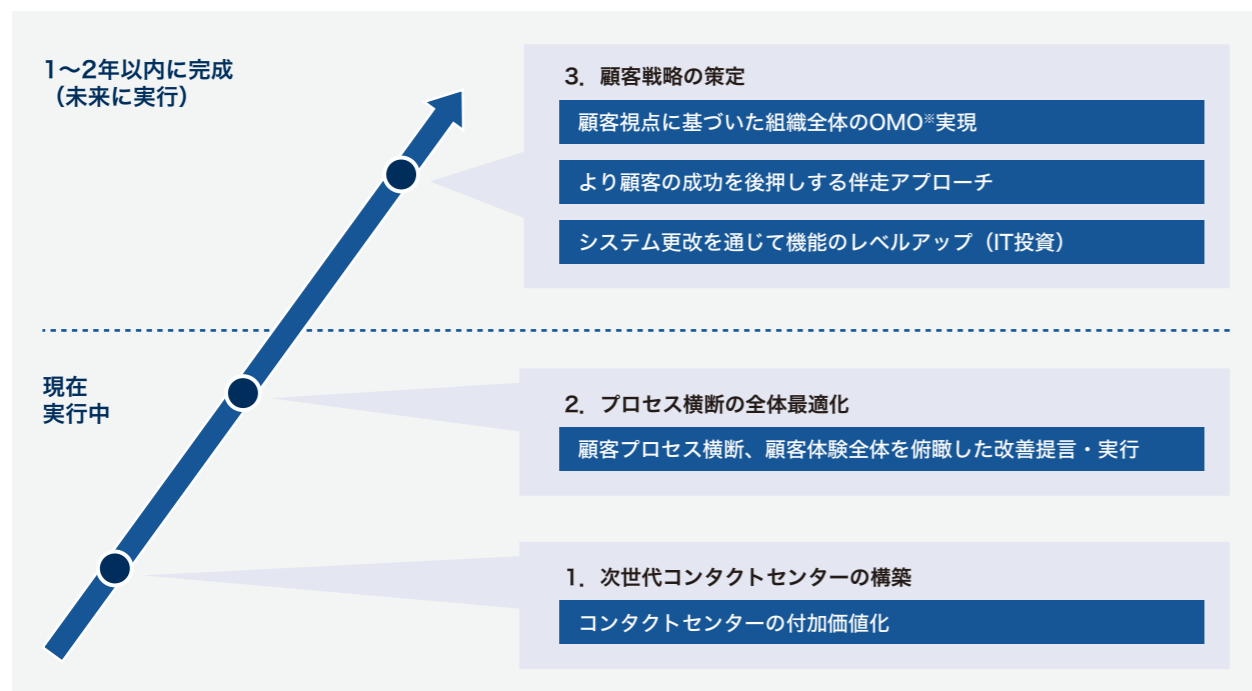 1〜2年以内に完成
（未来に実行）
3．顧客戦略の策定
顧客視点に基づいた組織全体のOMO※実現
より顧客の成功を後押しする伴走アプローチ
システム更改を通じて機能のレベルアップ（IT投資）
現在
実行中
2．プロセス横断の全体最適化
顧客プロセス横断、顧客体験全体を俯瞰した改善提言・実行
1．次世代コンタクトセンターの構築
コンタクトセンターの付加価値化